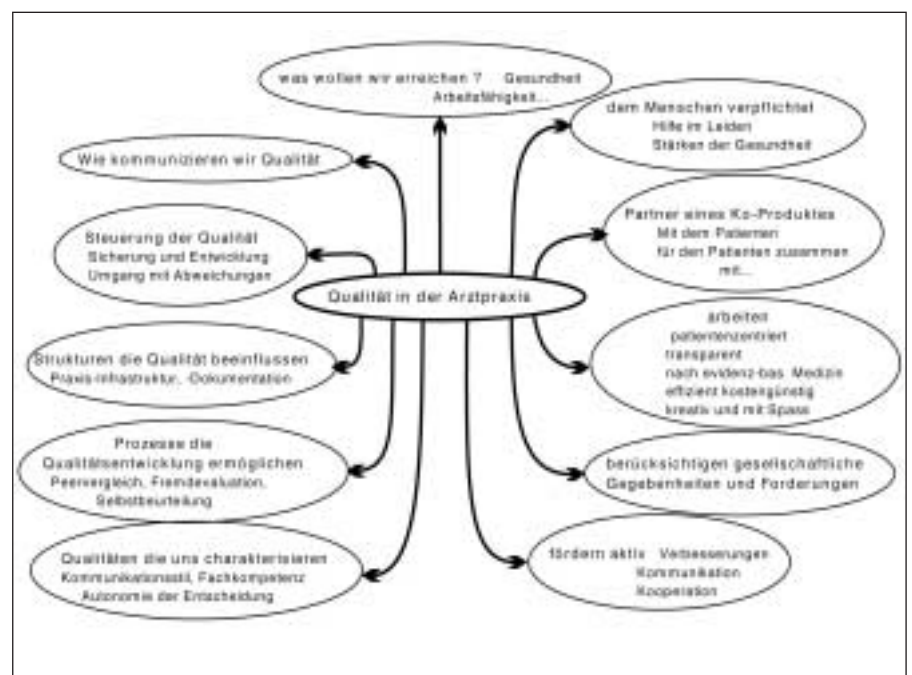 was wollen wir erreichen ? Gesundheit
Arbeitsfähigkeit...
dem Menschen verpflichtet
Hilfe im Leiden
Stärken der Gesundheit
Wie kommunizieren wir Qualität
Partner eines Ko-Produktes
Mit dem Patienten
für den Patienten zusammen
mit...
Steuerung der Qualität
Sicherung und Entwicklung
Umgang mit Abweichungen
Qualität in der Arztpraxis
arbeiten
patientenzentriert
transparent
nach evidenz-bas. Medizin
effizient kostengünstig
kreativ und mit Spass
Strukturen die Qualität beeinflussen
Praxis-Infrastruktur, -Dokumentation
Prozesse die
Qualitätsentwicklung ermöglichen
Peervergleich, Fremdevaluation,
Selbstbeurteilung
berücksichtigen gesellschaftliche
Gegebenheiten und Forderungen
Qualitäten die uns charakterisieren
Kommunikationsstil, Fachkompetenz
Autonomie der Entscheidung
fördern aktiv Verbesserungen
Kommunikation
Kooperation